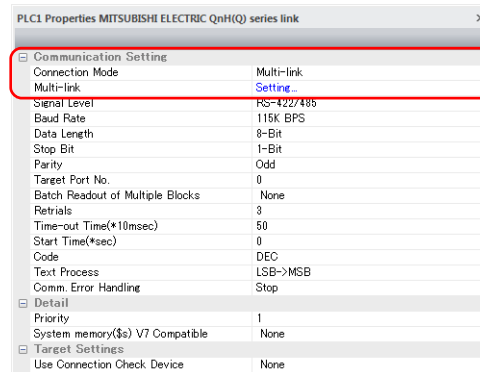 PLC1 Properties MITSUBISHI ELECTRIC QnH(Q) series link
Communication Setting
Connection Mode Multi-link
Multi-link Setting...
Signal Level RS-422/485
Baud Rate 115K BPS
Data Length 8-Bit
Stop Bit 1-Bit
Parity Odd
Target Port No. 0
Batch Readout of Multiple Blocks None
Retrials 3
Time-out Time(*10msec) 50
Start Time(*sec) 0
Code DEC
Text Process LSB->MSB
Comm. Error Handling Stop
Detail
Priority 1
System memory($s) V7 Compatible None
Target Settings
Use Connection Check Device None